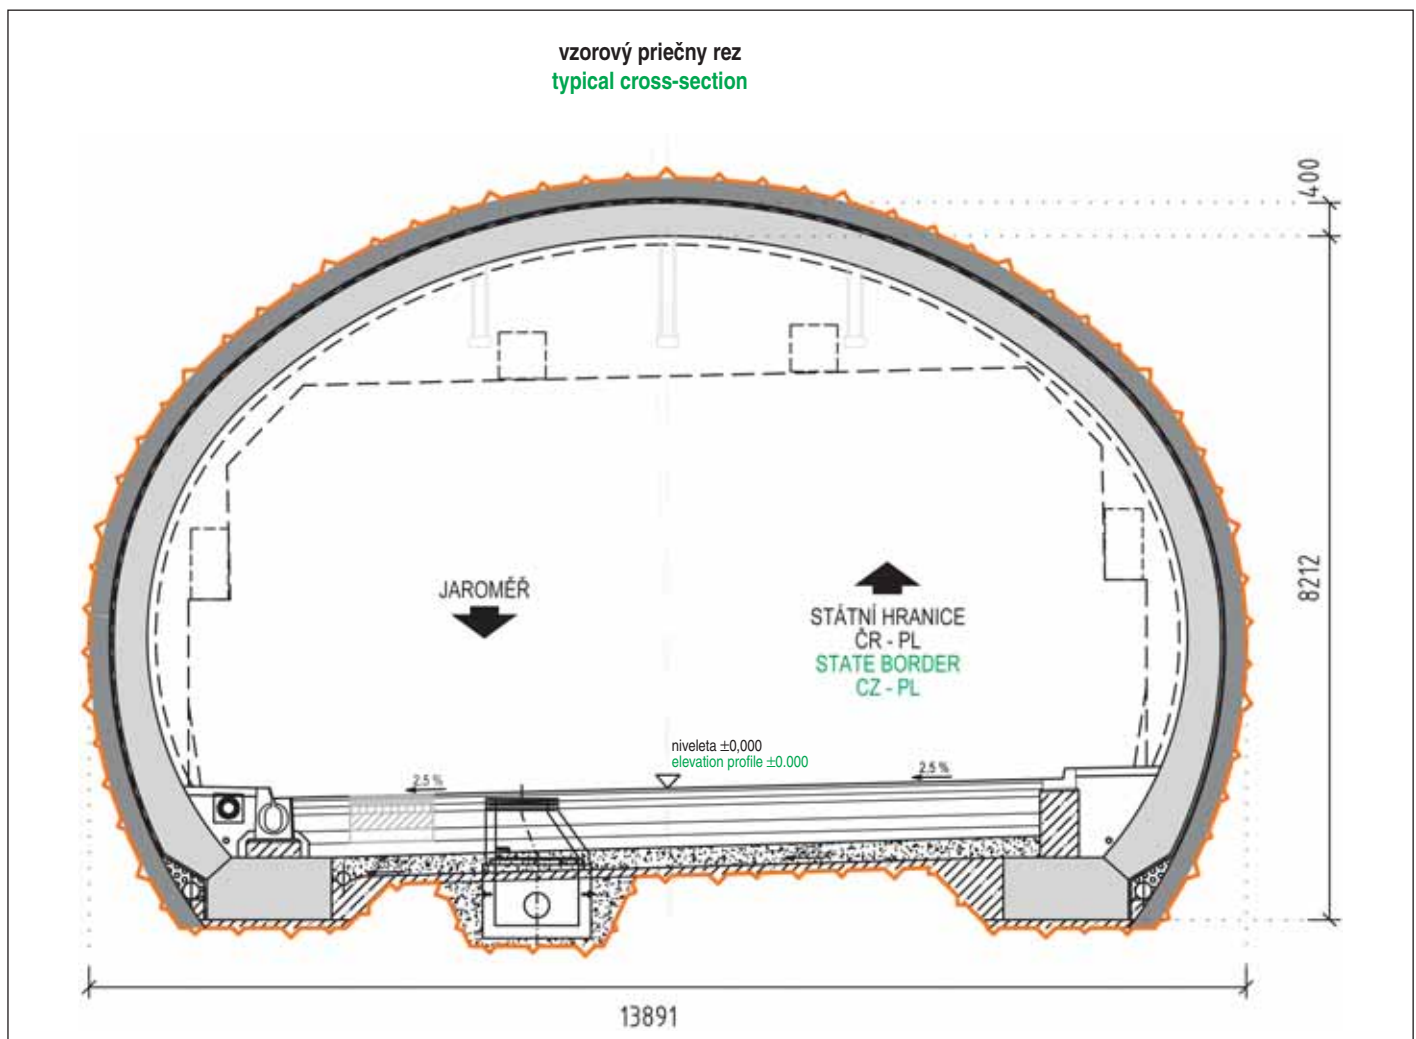 vzorový priečny rez
typical cross-section
400
8212
JAROMĚŘ
STÁTNÍ HRANICE
ČR - PL
STATE BORDER
CZ - PL
niveleta ±0,000
elevation profile ±0.000
2.5 %
2.5 %
13891